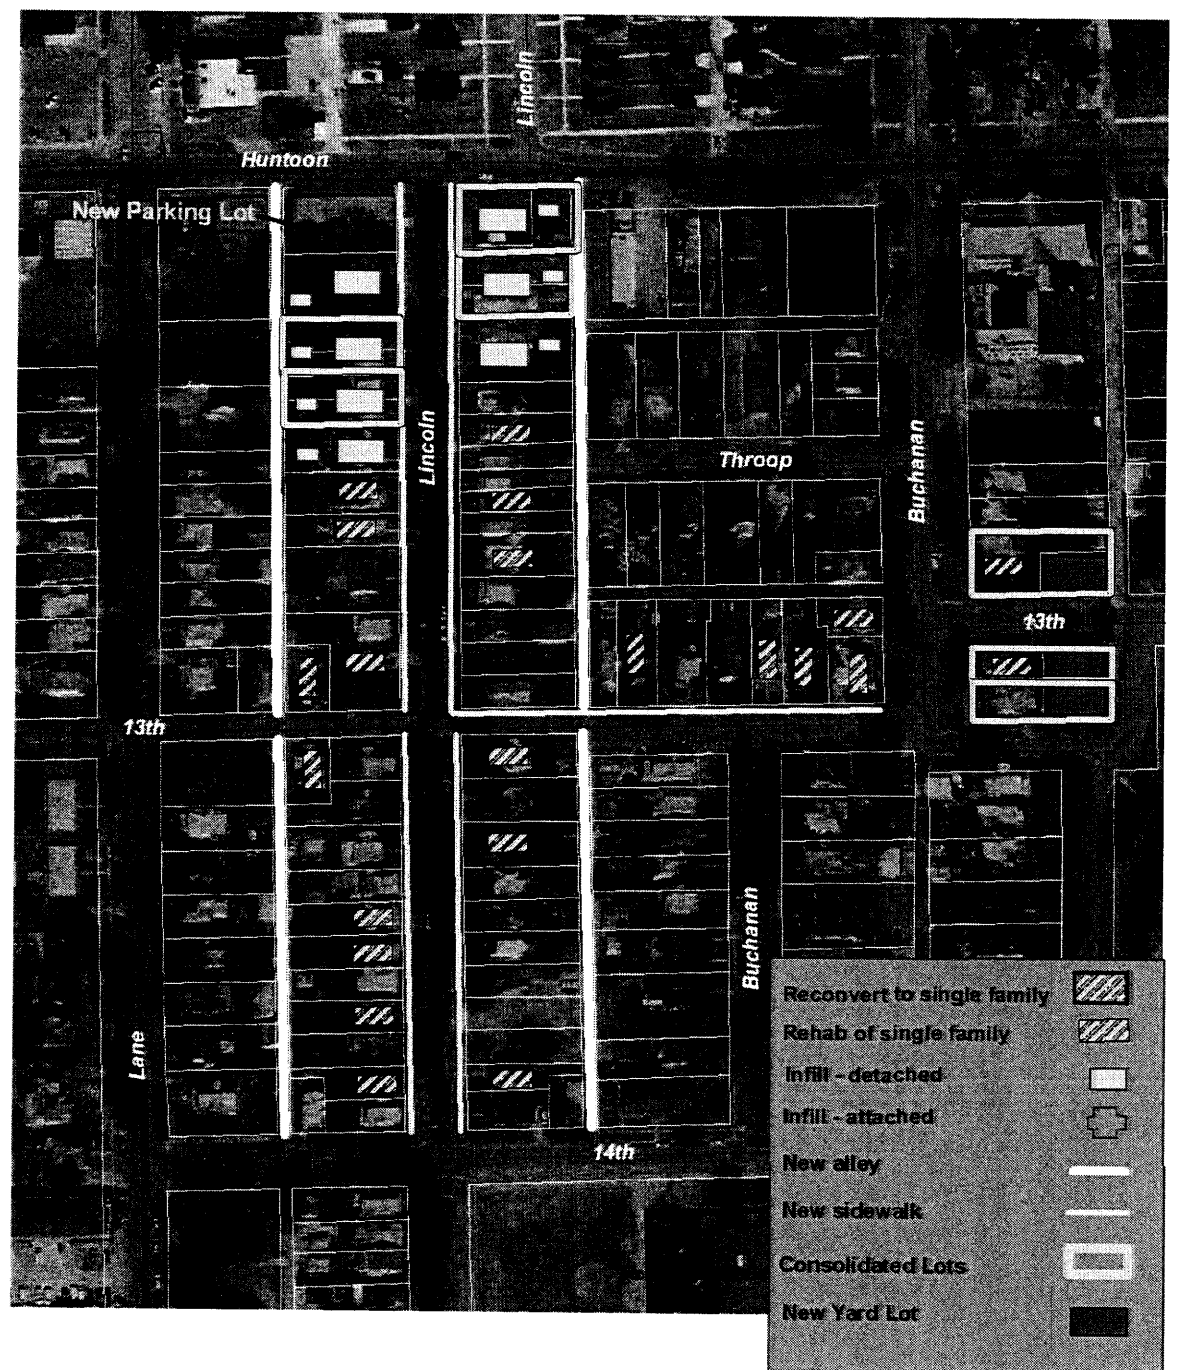 Lincoln
Huntoon
New Parking Lot
Lincoln
Throop
Buchanan
13th
13th
Buchanan
Lane
14th
Reconvert to single family
Rehab of single family
Infill - detached
Infill - attached
New alley
New sidewalk
Consolidated Lots
New Yard Lot